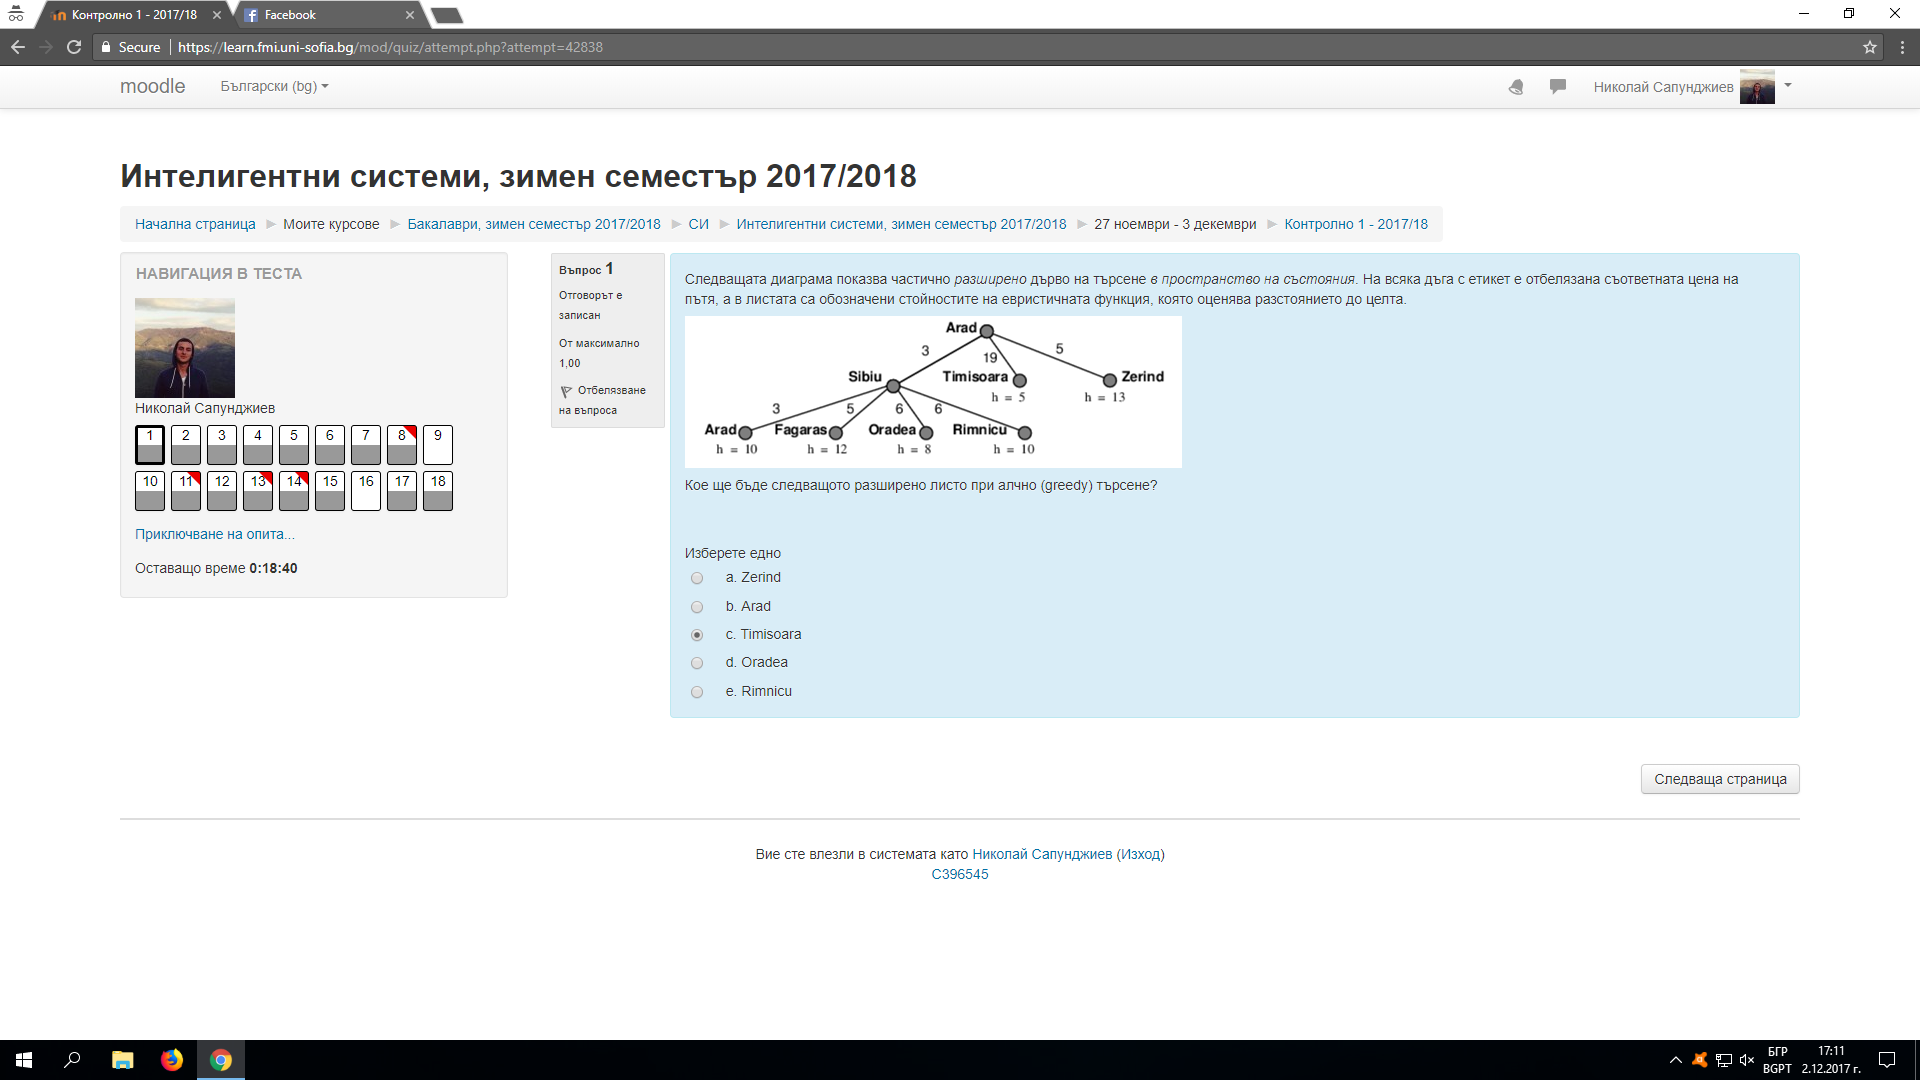 Контролно 1 - 2017/18
Facebook
Secure
https://learn.fmi.uni-sofia.bg/mod/quiz/attempt.php?attempt=42838
moodle
Български (bg)
Николай Сапунджиев
Интелигентни системи, зимен семестър 2017/2018
Начална страница
Моите курсове
Бакалаври, зимен семестър 2017/2018
СИ
Интелигентни системи, зимен семестър 2017/2018
27 ноември - 3 декември
Контролно 1 - 2017/18
НАВИГАЦИЯ В ТЕСТА
Николай Сапунджиев
1 2 3 4 5 6 7 8 9
10 11 12 13 14 15 16 17 18
Приключване на опита...
Оставащо време 0:18:40
Въпрос 1
Отговорът е
записан
От максимално
1,00
Отбелязване
на въпроса
Следващата диаграма показва частично разширено дърво на търсене в пространство на състояния. На всяка дъга с етикет е отбелязана съответната цена на
пътя, а в листата са обозначени стойностите на евристичната функция, която оценява разстоянието до целта.
Arad
3
19
5
Sibiu
Timisoara
Zerind
h = 5
h = 13
3
5
6
6
Arad
Fagaras
Oradea
Rimnicu
h = 10
h = 12
h = 8
h = 10
Кое ще бъде следващото разширено листо при алчно (greedy) търсене?
Изберете едно
a. Zerind
b. Arad
c. Timisoara
d. Oradea
e. Rimnicu
Следваща страница
Вие сте влезли в системата като Николай Сапунджиев (Изход)
С396545
БГР
BGPT
17:11
2.12.2017 г.